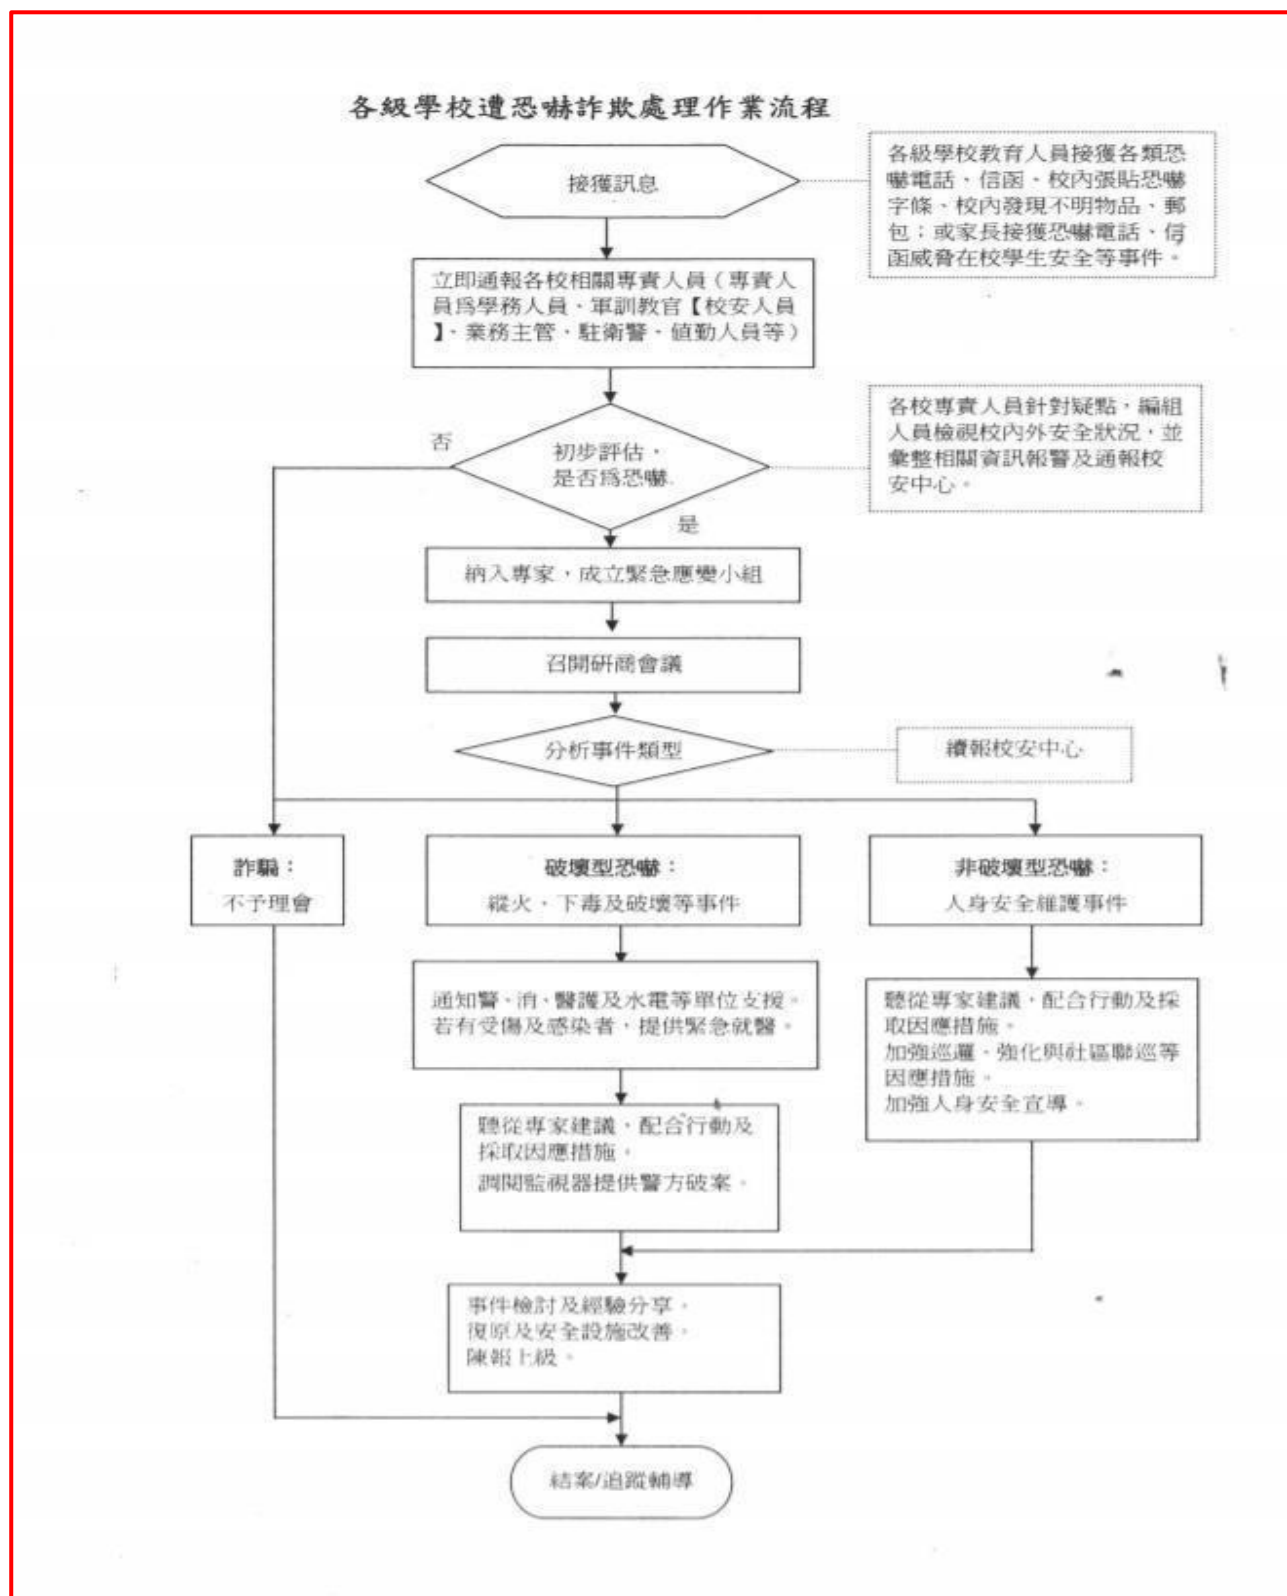 各級學校遭恐嚇詐欺處理作業流程
接獲訊息
各級學校教育人員接獲各類恐
嚇電話、信函、校內張貼恐嚇
字條、校內發現不明物品、郵
包；或家長接獲恐嚇電話、信
函威脅在校學生安全等事件。
立即通報各校相關專責人員（專責人
員爲學務人員、軍訓教官【校安人員
】、業務主管、駐衛警、値勤人員等）
各校專責人員針對疑點，編組
人員檢視校內外安全狀況，並
彙整相關資訊報警及通報校
安中心。
否
初步評估，
是否爲恐嚇
是
納入專家，成立緊急應變小組
召開研商會議
分析事件類型
續報校安中心
詐騙：
不予理會
破壞型恐嚇：
縱火、下毒及破壞等事件
非破壞型恐嚇：
人身安全維護事件
通知警、消、醫護及水電等單位支援。
若有受傷及感染者，提供緊急就醫。
聽從專家建議、配合行動及採
取因應措施。
加強巡邏、強化與社區聯巡等
因應措施。
加強人身安全宣導。
聽從專家建議、配合行動及
採取因應措施。
調閱監視器提供警方破案。
事件檢討及經驗分享。
復原及安全設施改善。
陳報上級。
結案/追蹤輔導